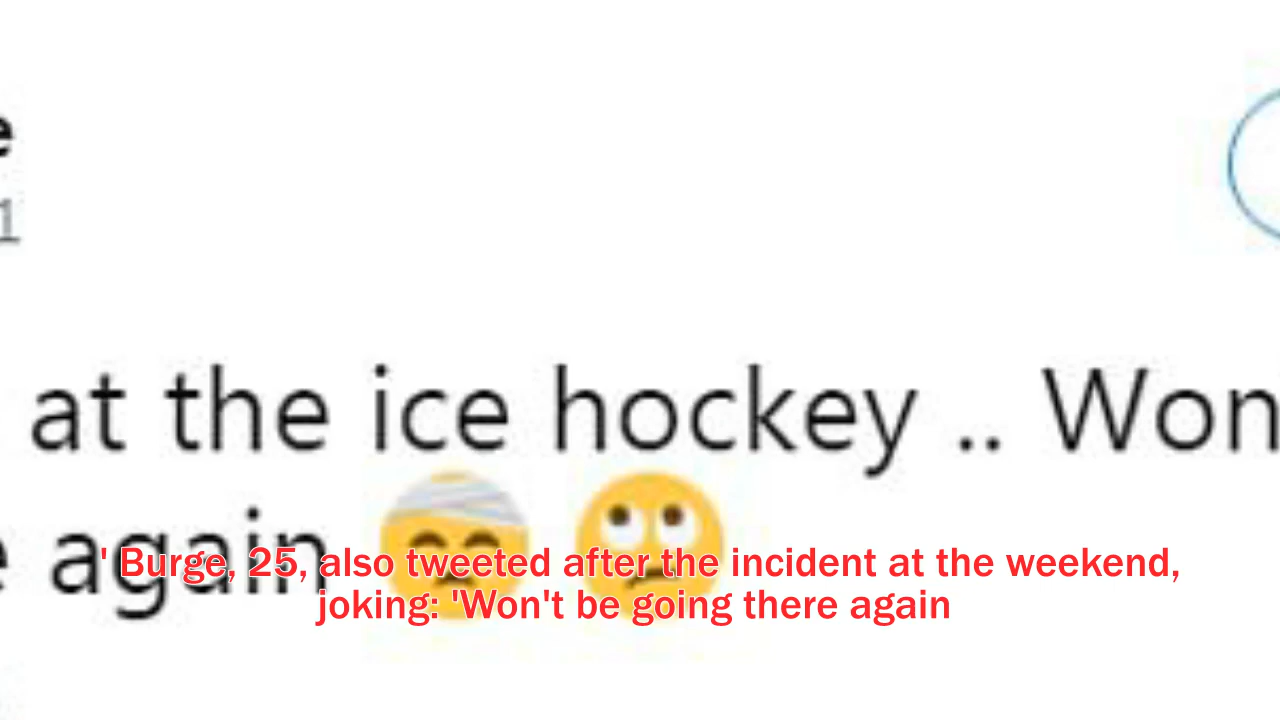 e
1
at the ice hockey .. Won
e again
' Burge, 25, also tweeted after the incident at the weekend,
joking: 'Won't be going there again